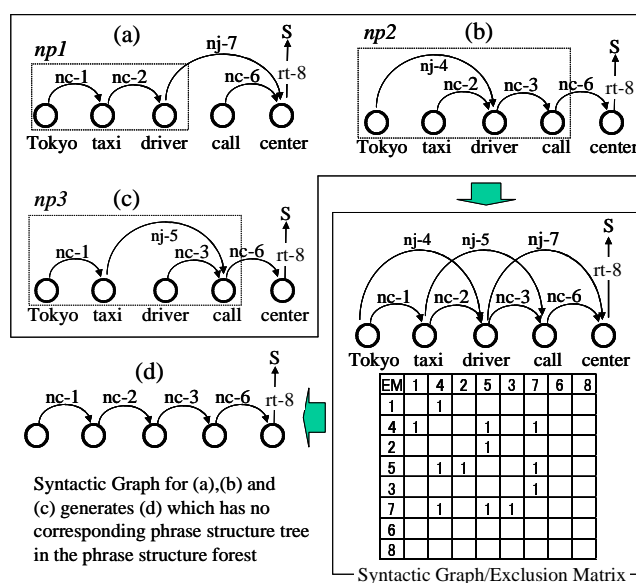 (a)
np1
S
nj-7
nc-1 nc-2 nc-6 rt-8
Tokyo taxi driver call center
np2 (b)
S
nj-4
nc-2 nc-3 nc-6 rt-8
Tokyo taxi driver call center
np3 (c)
S
nj-5
nc-1 nc-3 nc-6 rt-8
Tokyo taxi driver call center
S
nj-4 nj-5 nj-7
rt-8
nc-1 nc-2 nc-3 nc-6
Tokyo taxi driver call center
EM 1 4 2 5 3 7 6 8
1 1
4 1 1 1
2 1
5 1 1 1
3 1
7 1 1 1
6
8
Syntactic Graph/Exclusion Matrix
(d)
S
nc-1 nc-2 nc-3 nc-6 rt-8
Syntactic Graph for (a),(b) and
(c) generates (d) which has no
corresponding phrase structure tree
in the phrase structure forest